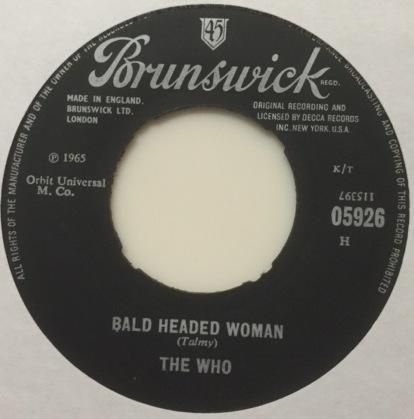 ALL RIGHTS OF THE MANUFACTURER AND OF THE OWNER OF THE RECORDED
BROADCASTING AND COPYING OF THIS RECORD PROHIBITED
45
Brunswick
REGD.
MADE IN ENGLAND.
BRUNSWICK LTD.
LONDON
ORIGINAL RECORDING AND
LICENSED BY DECCA RECORDS
INC. NEW YORK. U.S.A.
℗ 1965
Orbit Universal
M. Co.
K/T
115397
05926
H
BALD HEADED WOMAN
(Talmy)
THE WHO